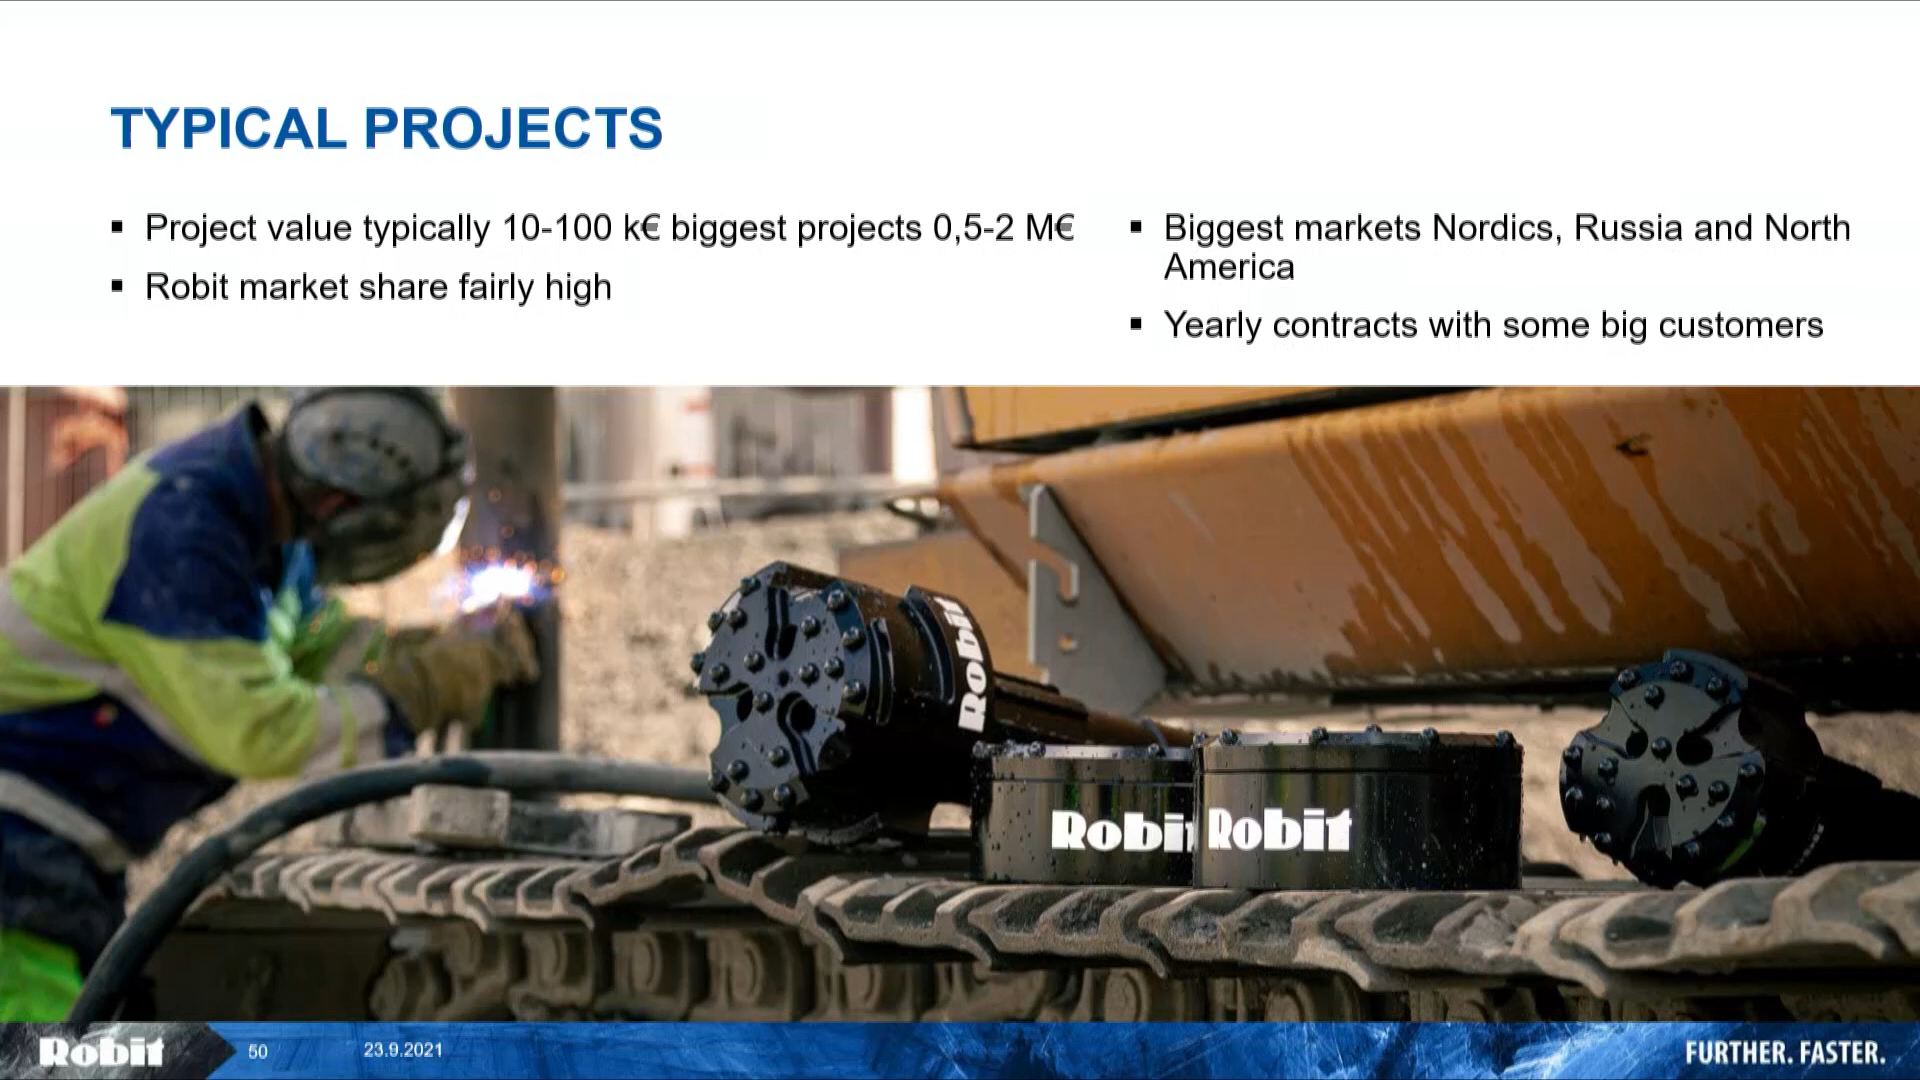 TYPICAL PROJECTS
▪ Project value typically 10-100 k€ biggest projects 0,5-2 M€
▪ Robit market share fairly high
▪ Biggest markets Nordics, Russia and North
America
▪ Yearly contracts with some big customers
Robit
Robit
Robit
Robit
50
23.9.2021
FURTHER. FASTER.